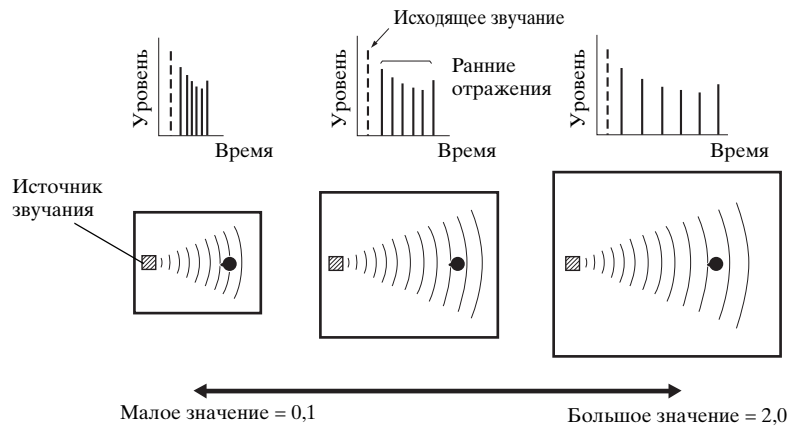 Исходящее звучание
Уровень
Время
Уровень
Ранние
отражения
Время
Уровень
Время
Источник
звучания
Малое значение = 0,1
Большое значение = 2,0